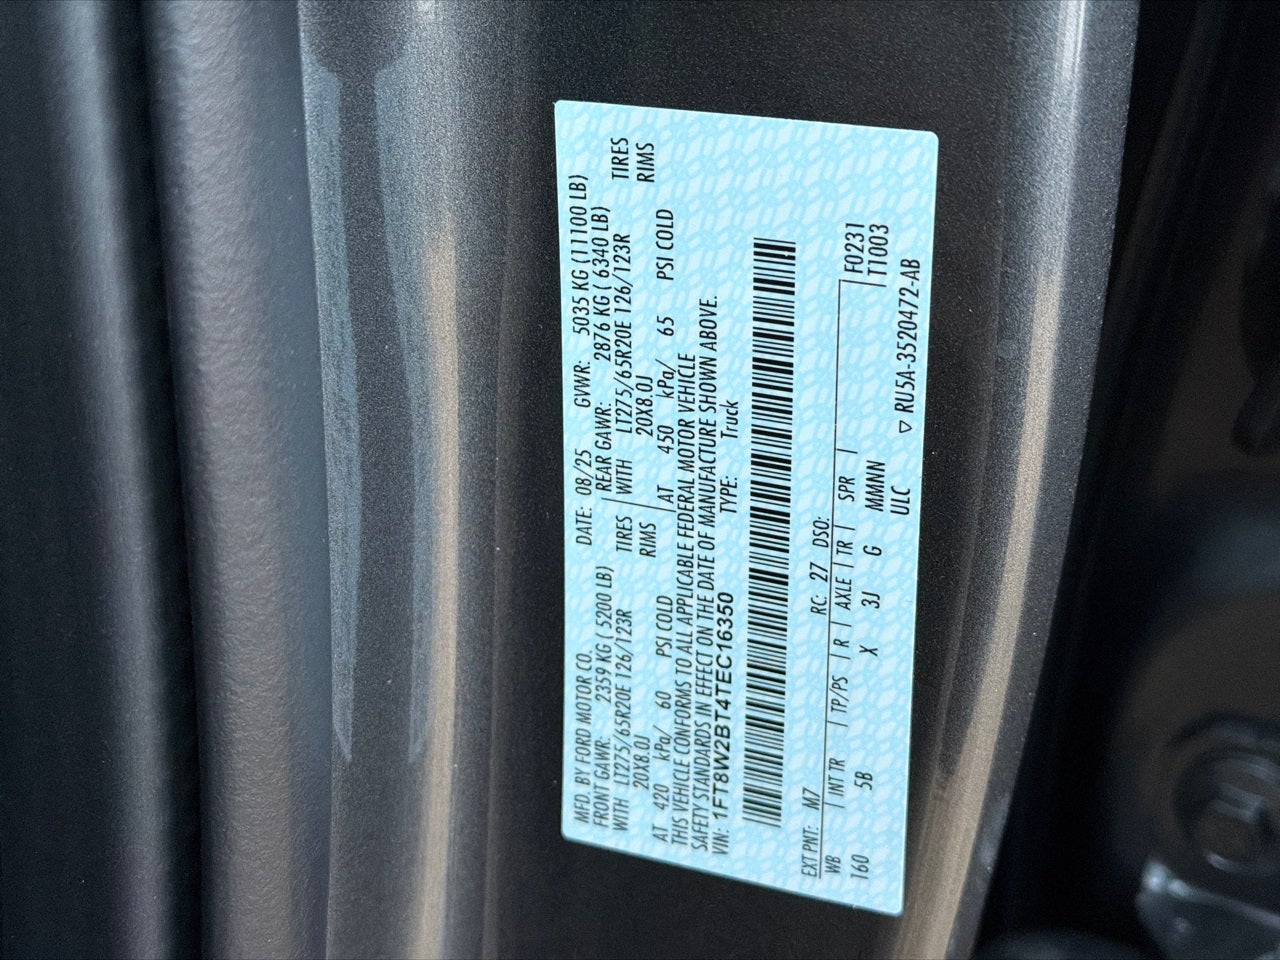 MFD. BY FORD MOTOR CO. DATE: 08/25 GVWR: 5035 KG (11100 LB)
FRONT GAWR: 2359 KG ( 5200 LB) REAR GAWR: 2876 KG ( 6340 LB)
WITH LT275/65R20E 126/123R TIRES WITH LT275/65R20E 126/123R TIRES
20X8.0J RIMS 20X8.0J RIMS
AT 420 kPa/ 60 PSI COLD AT 450 kPa/ 65 PSI COLD
THIS VEHICLE CONFORMS TO ALL APPLICABLE FEDERAL MOTOR VEHICLE
SAFETY STANDARDS IN EFFECT ON THE DATE OF MANUFACTURE SHOWN ABOVE.
VIN: 1FT8W2BT4TEC16350 TYPE: Truck
EXT PNT: M7 RC: 27 DSO:
WB INT TR TP/PS R AXLE TR SPR F0231
160 5B X 3J G MMMNN T1003
ULC ▽ RU5A-3520472-AB